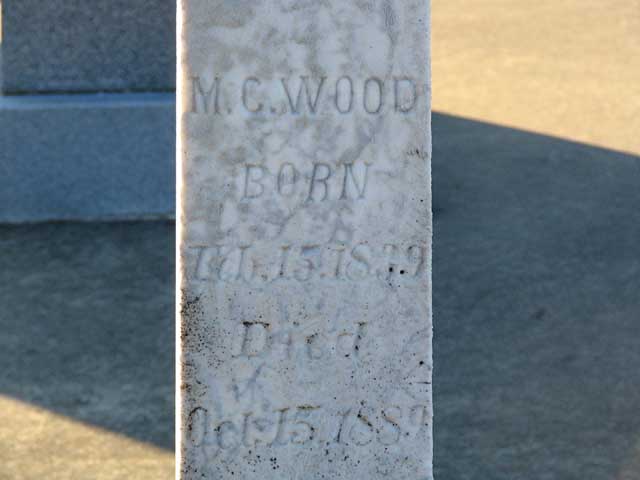 M.C.WOOD
BORN
15.1839
Died
Oct.15.1889